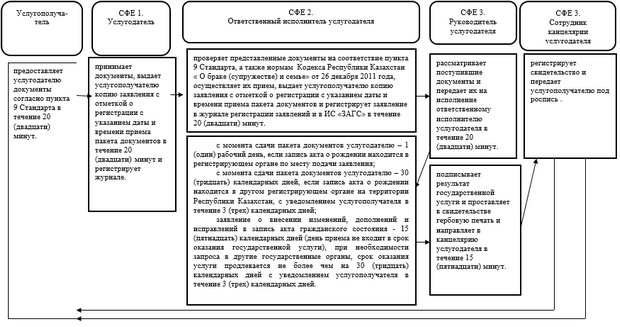 Услугополуча-
тель
СФЕ 1.
Услугодатель
СФЕ 2.
Ответственный исполнитель услугодателя
СФЕ 3.
Руководитель
услугодателя
СФЕ 3.
Сотрудник
канцелярии
услугодателя
предоставляет
услугодателю
документы
согласно пункта
9 Стандарта в
течение 20
(двадцати)
минут.
принимает
документы, выдает
услугополучателю
копию заявления с
отметкой о
регистрации с
указанием даты и
времени приема
пакета документов
в течение 20
(двадцати) минут и
регистрирует
журнале.
проверяет представленные документы на соответствие пункта
9 Стандарта, а также нормам Кодекса Республики Казахстан
« О браке (супружестве) и семье» от 26 декабря 2011 года,
осуществляет их прием, выдает услугополучателю копию
заявления с отметкой о регистрации с указанием даты и
времени приема пакета документов и регистрирует заявление
в журнале регистрации заявлений и в ИС «ЗАГС» в течение
20 (двадцати) минут.
с момента сдачи пакета документов услугодателю – 1
(один) рабочий день, если запись акта о рождении находится в
регистрирующем органе по месту подачи заявления;
с момента сдачи пакета документов услугодателю – 30
(тридцать) календарных дней, если запись акта о рождении
находится в другом регистрирующем органе на территории
Республики Казахстан, с уведомлением услугополучателя в
течение 3 (трех) календарных дней;
заявление о внесении изменений, дополнений и
исправлений в запись акта гражданского состояния - 15
(пятнадцать) календарных дней (день приема не входит в срок
оказания государственной услуги), при необходимости
запроса в другие государственные органы, срок оказания
услуги продлевается не более чем на 30 (тридцать)
календарных дней с уведомлением услугополучателя в
течение 3 (трех) календарных дней.
рассматривает
поступившие
документы и
передает их на
исполнение
ответственному
исполнителю
услугодателя в
течение 20
(двадцати) минут.
подписывает
результат
государственной
услуги и проставляет
в свидетельстве
гербовую печать и
направляет в
канцелярию
услугодателя в
течение 15
(пятнадцати) минут.
регистрирует
свидетельство и
передает
услугополучателю под
роспись .